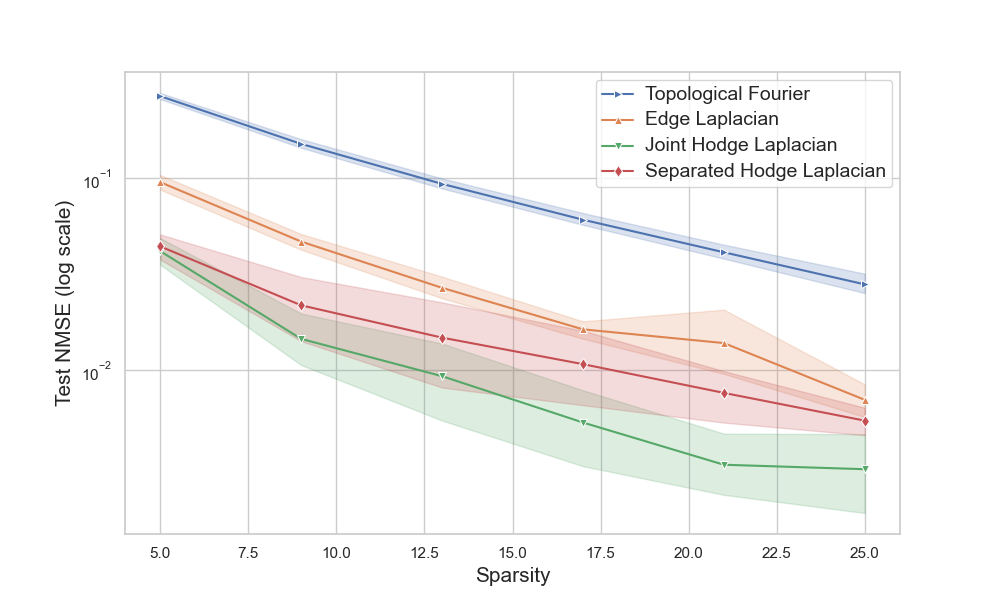 Topological Fourier
Edge Laplacian
Joint Hodge Laplacian
Separated Hodge Laplacian
10⁻¹
10⁻²
Test NMSE (log scale)
5.0 7.5 10.0 12.5 15.0 17.5 20.0 22.5 25.0
Sparsity